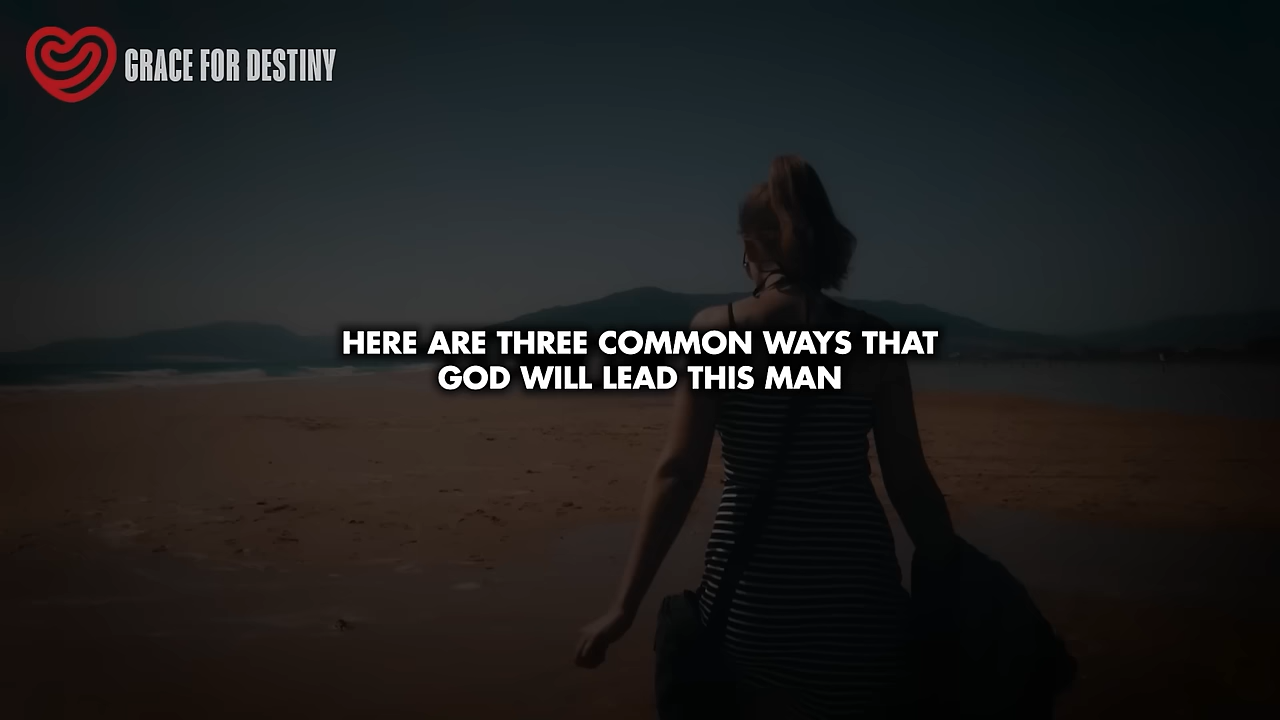 GRACE FOR DESTINY
HERE ARE THREE COMMON WAYS THAT
GOD WILL LEAD THIS MAN